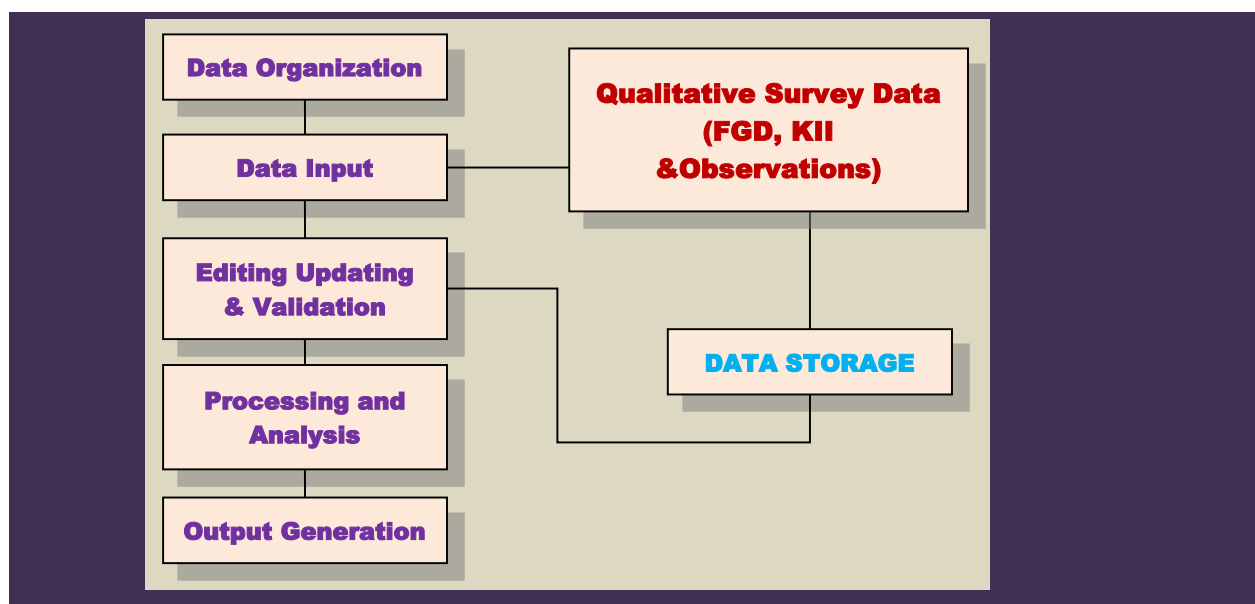 Data Organization
Data Input
Editing Updating
& Validation
Processing and
Analysis
Output Generation
Qualitative Survey Data
(FGD, KII
&Observations)
DATA STORAGE